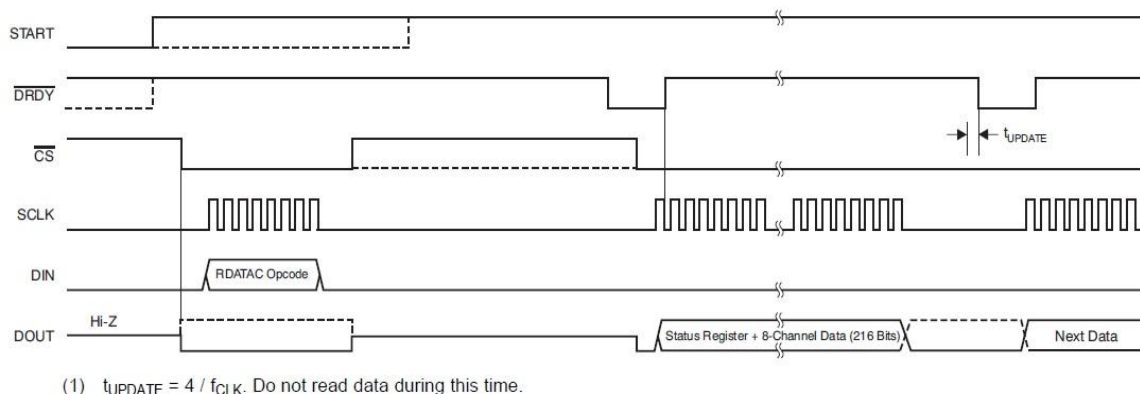 START
DRDY
tUPDATE
CS
SCLK
DIN
RDATAC Opcode
Hi-Z
DOUT
Status Register + 8-Channel Data (216 Bits)
Next Data
(1) tUPDATE = 4 / fCLK. Do not read data during this time.